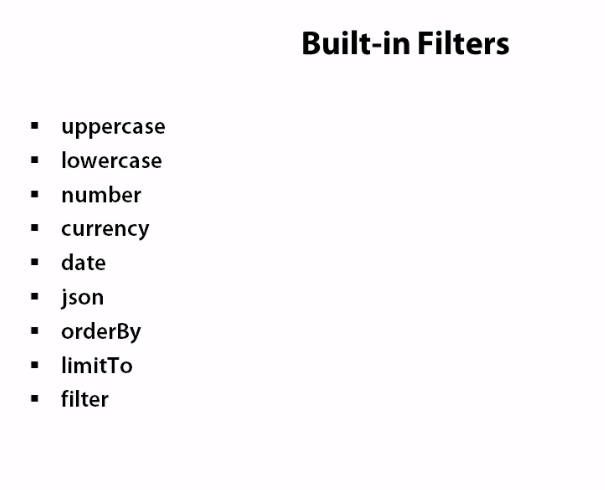 Built-in Filters
▪ uppercase
▪ lowercase
▪ number
▪ currency
▪ date
▪ json
▪ orderBy
▪ limitTo
▪ filter